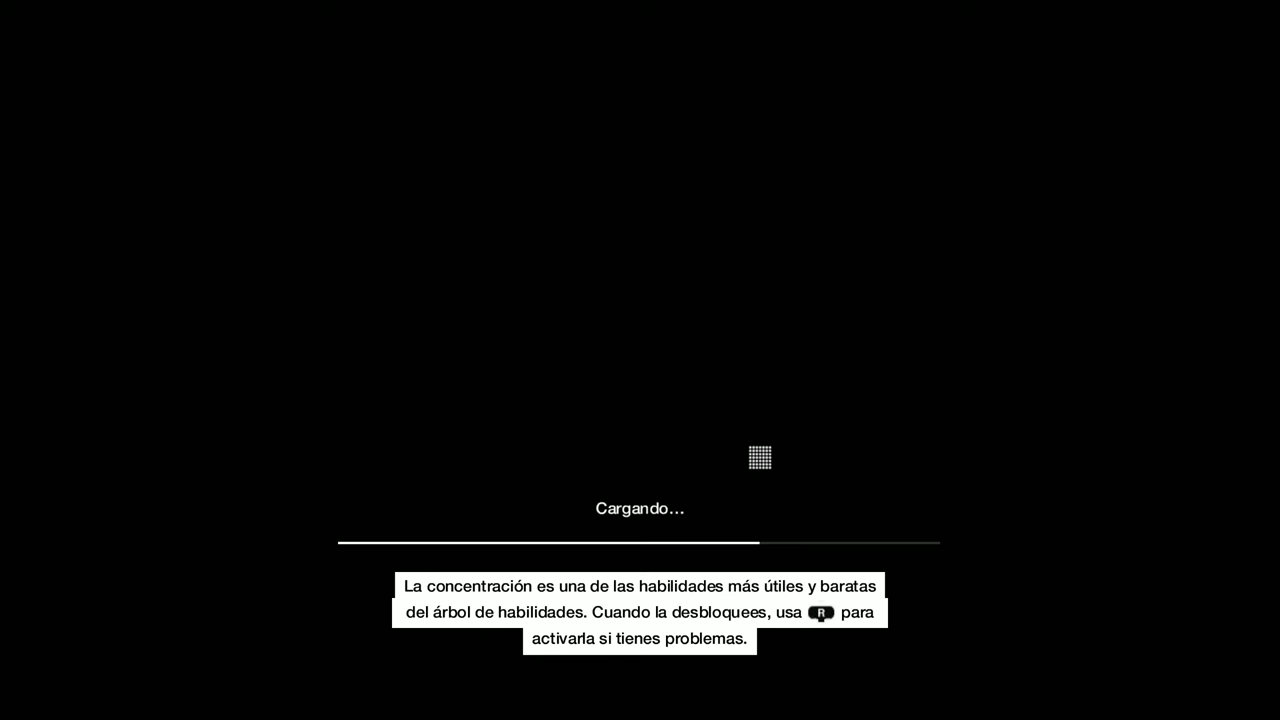 Cargando...
La concentración es una de las habilidades más útiles y baratas
del árbol de habilidades. Cuando la desbloquees, usa R para
activarla si tienes problemas.